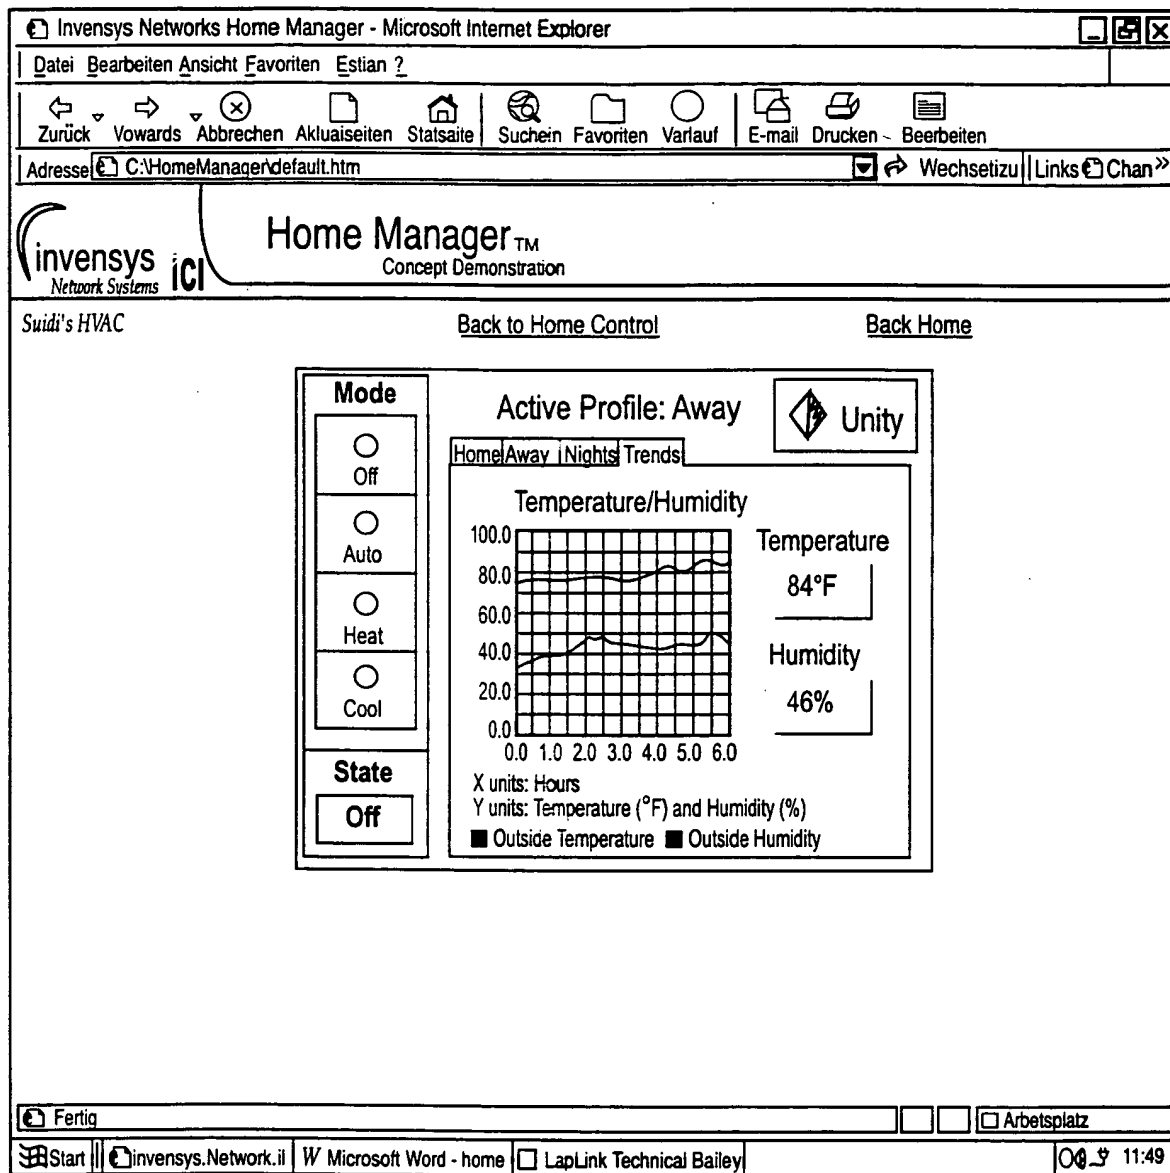 Invensys Networks Home Manager - Microsoft Internet Explorer
Datei Bearbeiten Ansicht Favoriten Estian ?
Zurück Vowards Abbrechen Akluaiseiten Statsaite Suchein Favoriten Varlauf E-mail Drucken Beerbeiten
Adresse C:\HomeManager\default.htm Wechsetizu Links Chan»
invensys
Network Systems
iCI
Home Manager TM
Concept Demonstration
Suidi's HVAC Back to Home Control Back Home
Mode
Off
Auto
Heat
Cool
State
Off
Active Profile: Away
Unity
Home Away Nights Trends
Temperature/Humidity
100.0
80.0
60.0
40.0
20.0
0.0
0.0 1.0 2.0 3.0 4.0 5.0 6.0
X units: Hours
Y units: Temperature (°F) and Humidity (%)
Outside Temperature Outside Humidity
Temperature
84°F
Humidity
46%
Fertig Arbetsplatz
Start invensys.Network.il W Microsoft Word - home LapLink Technical Bailey 11:49